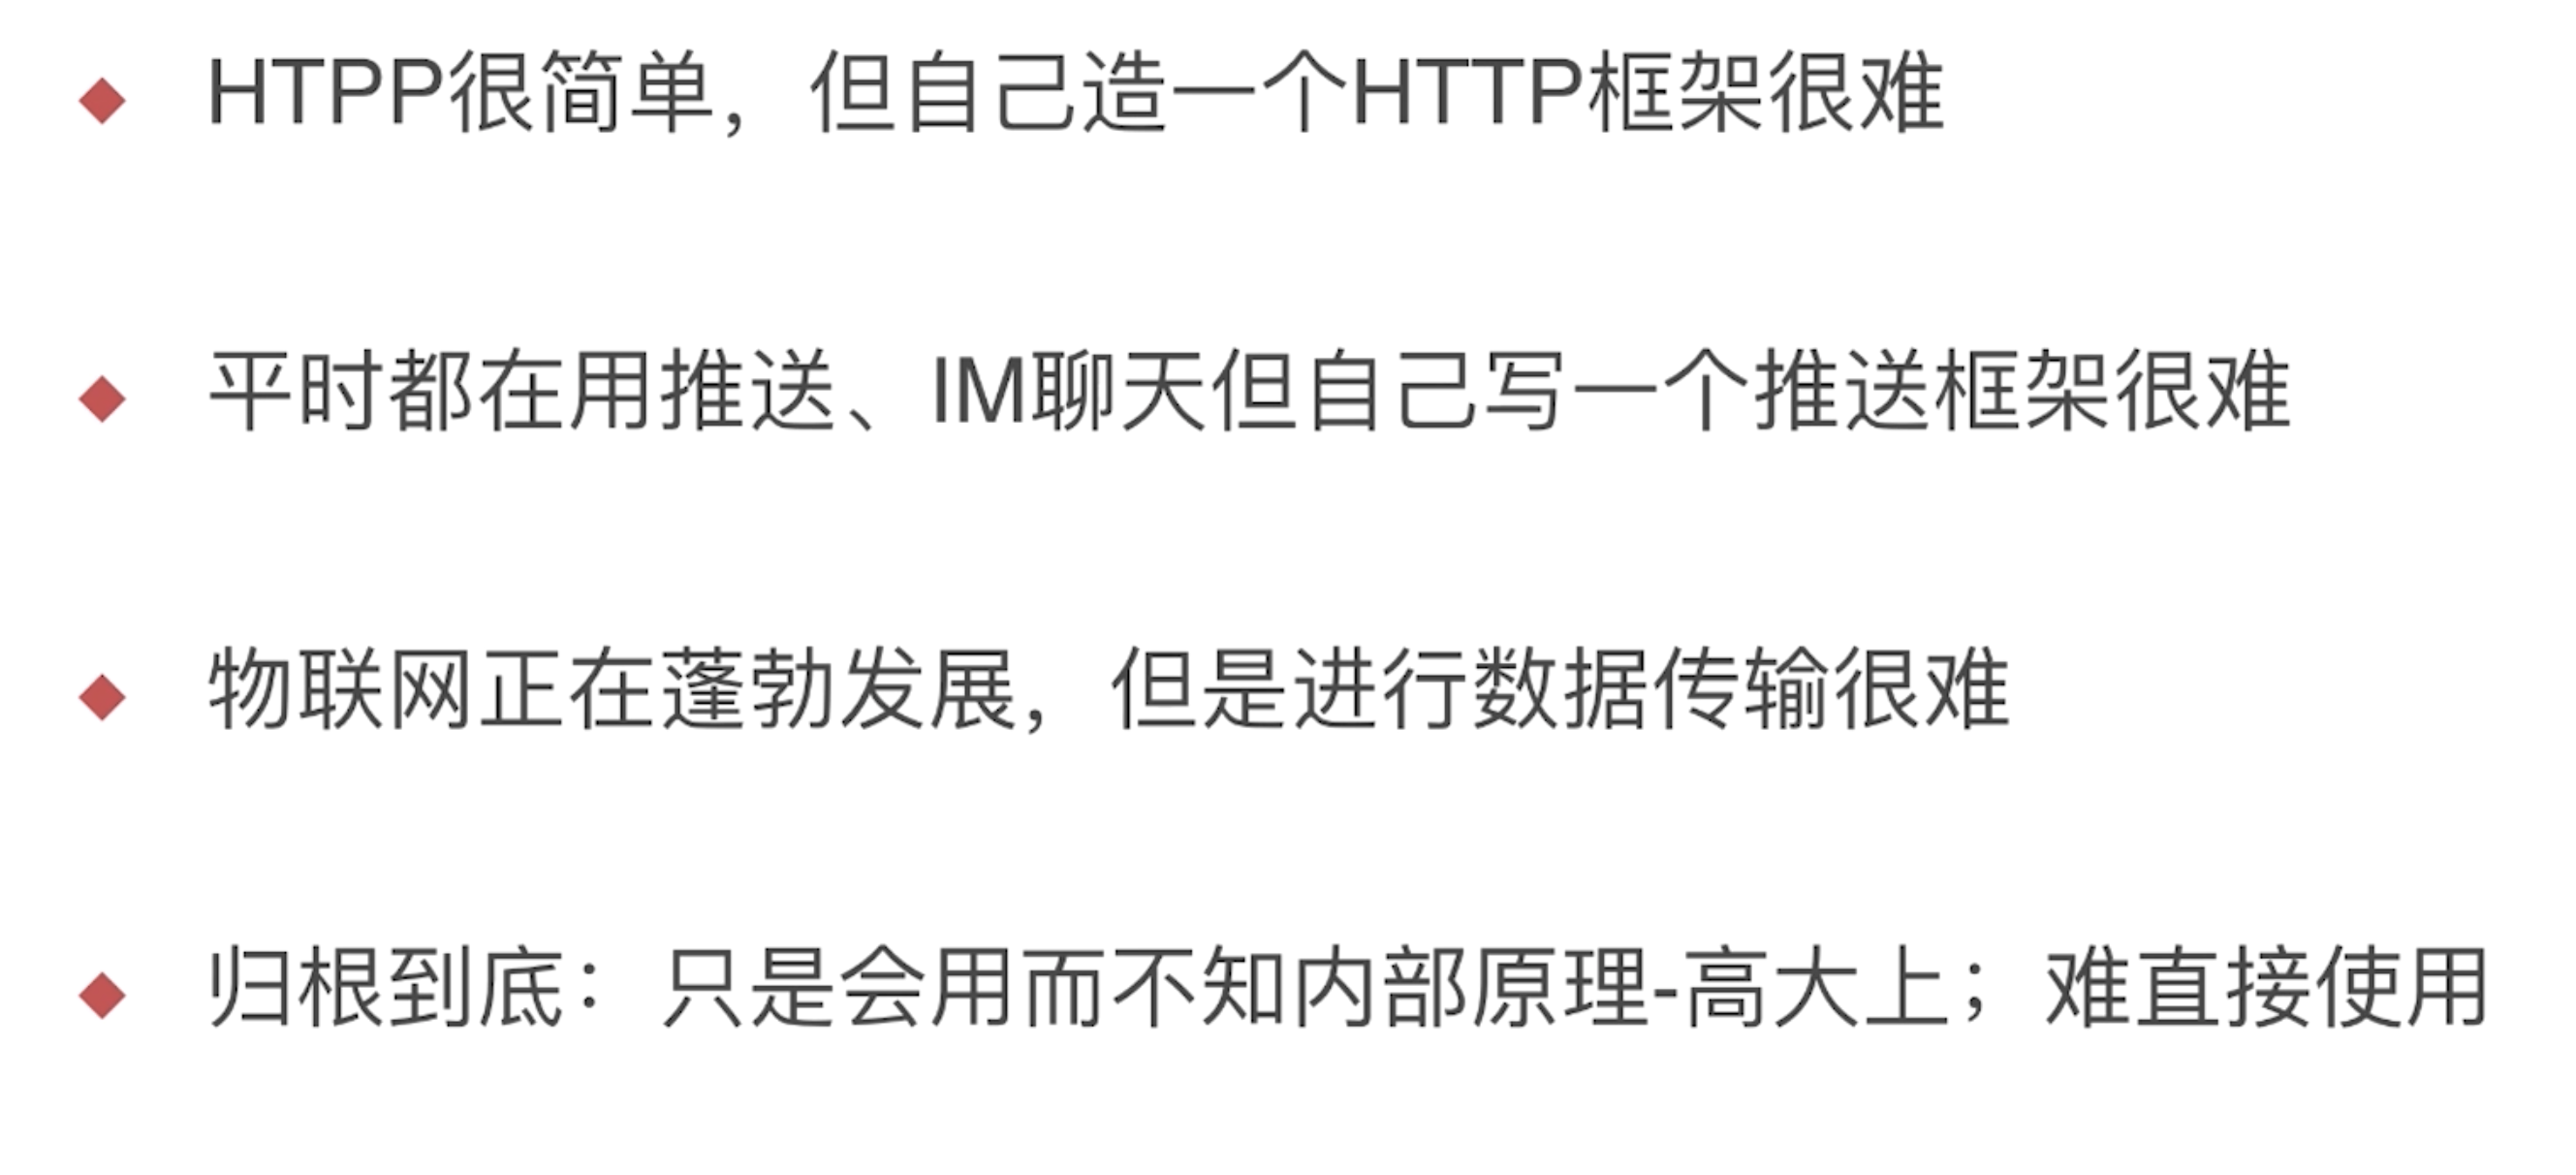 HTPP很简单，但自己造一个HTTP框架很难
平时都在用推送、IM聊天但自己写一个推送框架很难
物联网正在蓬勃发展，但是进行数据传输很难
归根到底：只是会用而不知内部原理-高大上；难直接使用